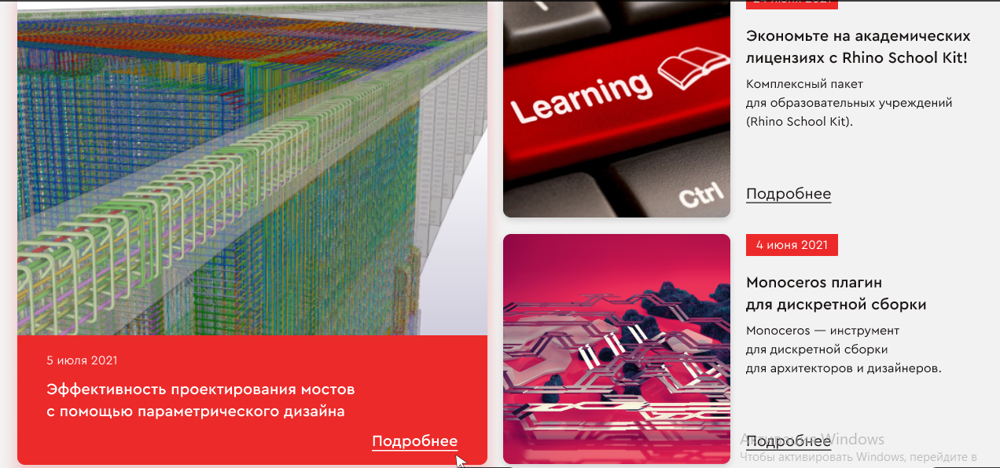 5 июля 2021
Эффективность проектирования мостов
с помощью параметрического дизайна
Подробнее
Learning
Ctrl
Экономьте на академических
лицензиях с Rhino School Kit!
Комплексный пакет
для образовательных учреждений
(Rhino School Kit).
Подробнее
4 июня 2021
Monoceros плагин
для дискретной сборки
Monoceros — инструмент
для дискретной сборки
для архитекторов и дизайнеров.
Подробнее
Активация Windows
Чтобы активировать Windows, перейдите в